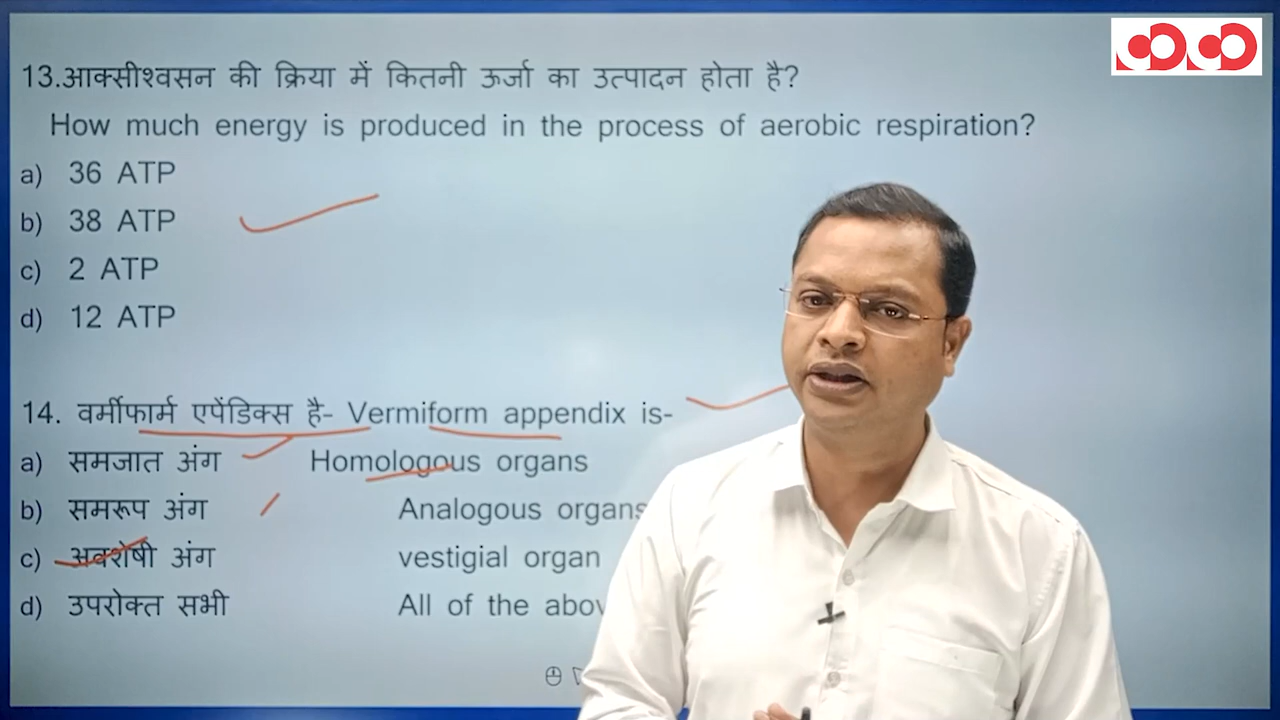 13.आक्सीश्वसन की क्रिया में कितनी ऊर्जा का उत्पादन होता है?
How much energy is produced in the process of aerobic respiration?
a) 36 ATP
b) 38 ATP
c) 2 ATP
d) 12 ATP
14. वर्मीफार्म एपेंडिक्स है- Vermiform appendix is-
a) समजात अंग Homologous organs
b) समरूप अंग Analogous organs
c) अवशेषी अंग vestigial organ
d) उपरोक्त सभी All of the